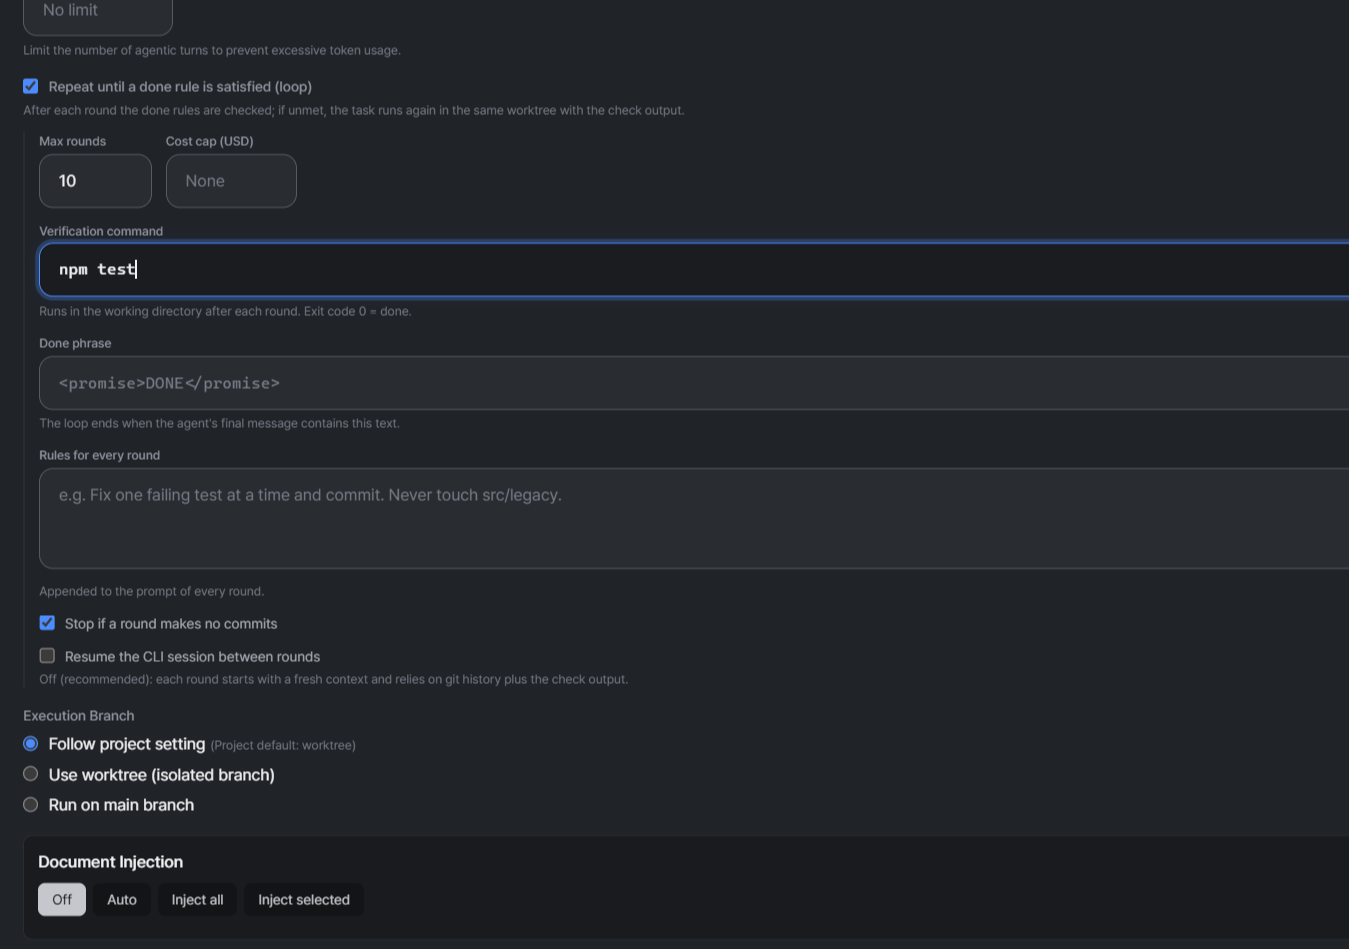 No limit
Limit the number of agentic turns to prevent excessive token usage.
Repeat until a done rule is satisfied (loop)
After each round the done rules are checked; if unmet, the task runs again in the same worktree with the check output.
Max rounds
Cost cap (USD)
10
None
Verification command
npm test
Runs in the working directory after each round. Exit code 0 = done.
Done phrase
<promise>DONE</promise>
The loop ends when the agent's final message contains this text.
Rules for every round
e.g. Fix one failing test at a time and commit. Never touch src/legacy.
Appended to the prompt of every round.
Stop if a round makes no commits
Resume the CLI session between rounds
Off (recommended): each round starts with a fresh context and relies on git history plus the check output.
Execution Branch
Follow project setting (Project default: worktree)
Use worktree (isolated branch)
Run on main branch
Document Injection
Off
Auto
Inject all
Inject selected